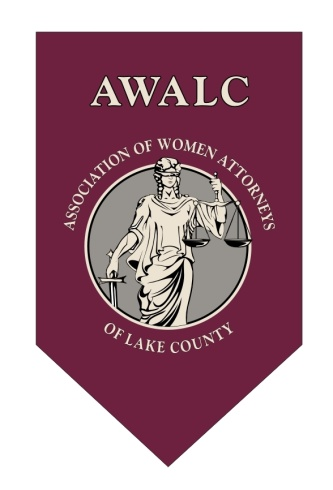 AWALC
ASSOCIATION OF WOMEN ATTORNEYS
OF LAKE COUNTY